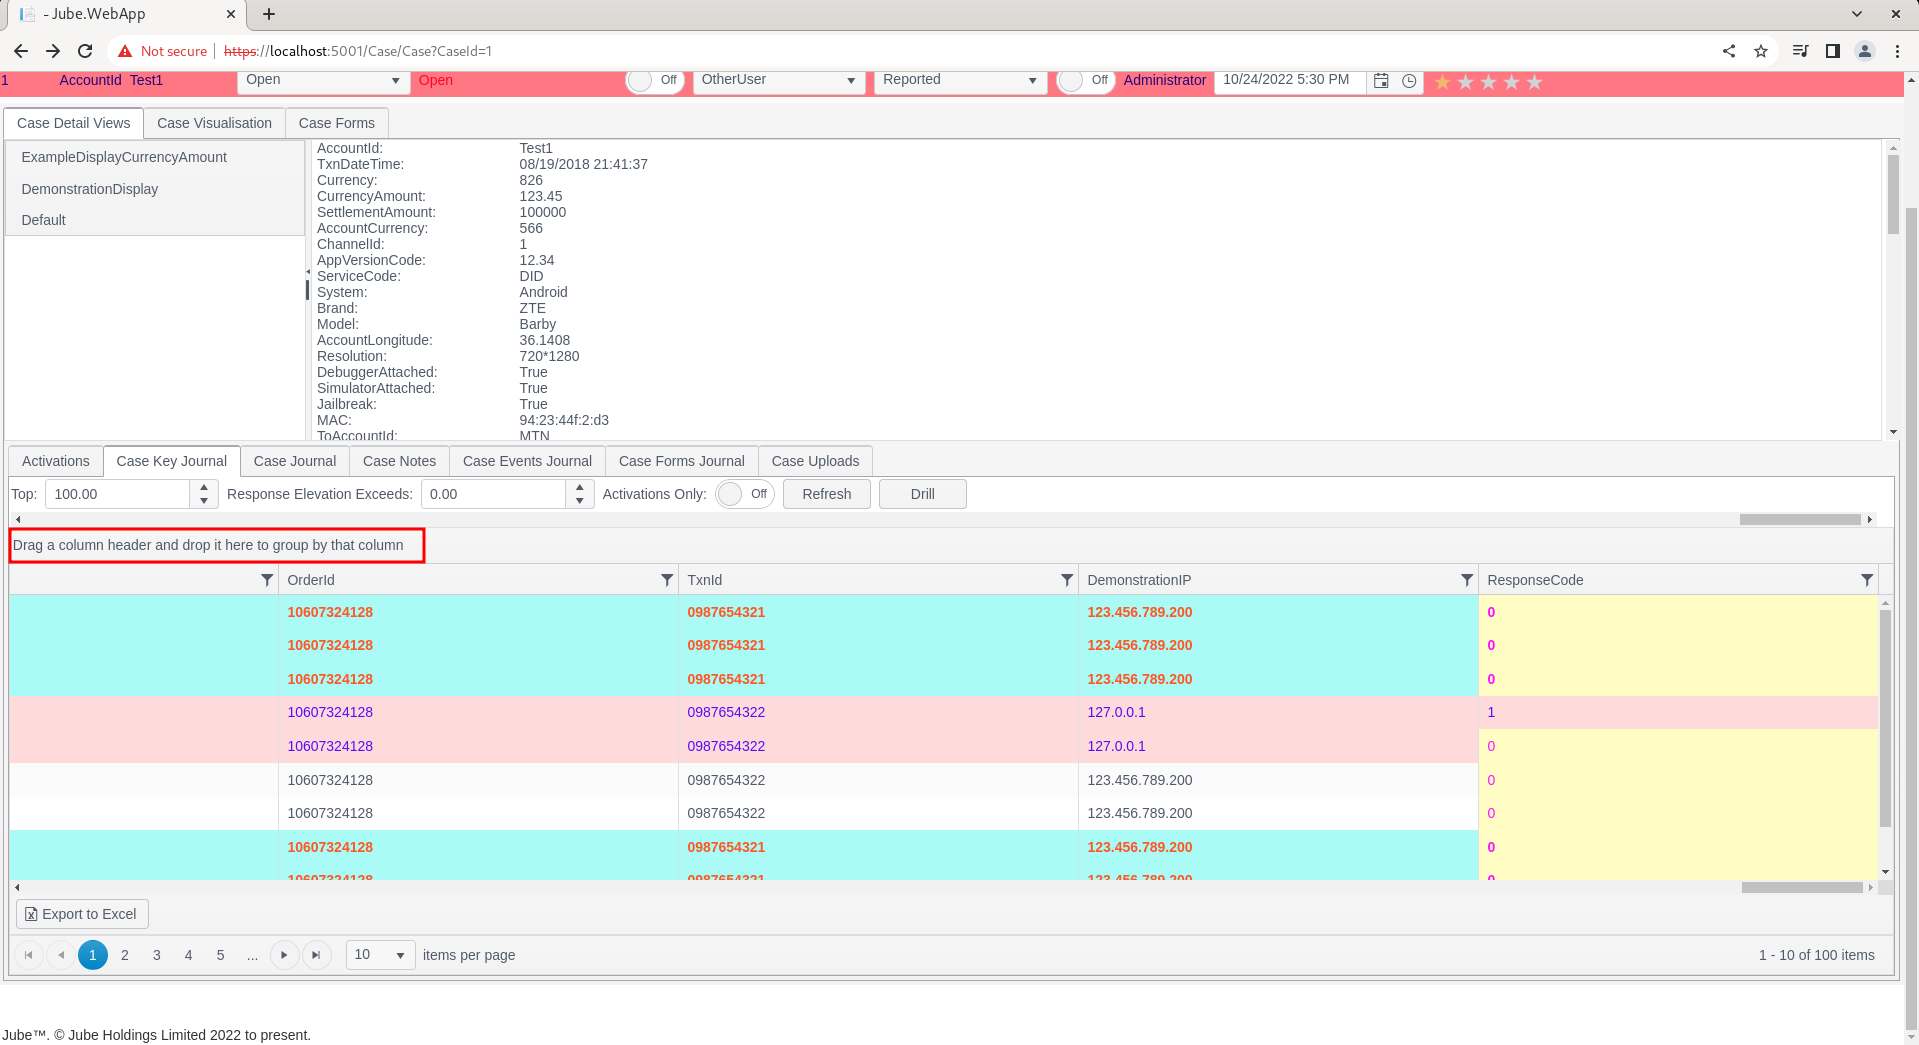 - Jube.WebApp
Not secure https://localhost:5001/Case/Case?CaseId=1
1 AccountId Test1 Open Open Off OtherUser Reported Off Administrator 10/24/2022 5:30 PM
Case Detail Views Case Visualisation Case Forms
ExampleDisplayCurrencyAmount
DemonstrationDisplay
Default
AccountId: Test1
TxnDateTime: 08/19/2018 21:41:37
Currency: 826
CurrencyAmount: 123.45
SettlementAmount: 100000
AccountCurrency: 566
ChannelId: 1
AppVersionCode: 12.34
ServiceCode: DID
System: Android
Brand: ZTE
Model: Barby
AccountLongitude: 36.1408
Resolution: 720*1280
DebuggerAttached: True
SimulatorAttached: True
Jailbreak: True
MAC: 94:23:44f:2:d3
ToAccountId: MTN
Activations Case Key Journal Case Journal Case Notes Case Events Journal Case Forms Journal Case Uploads
Top: 100.00 Response Elevation Exceeds: 0.00 Activations Only: Off Refresh Drill
Drag a column header and drop it here to group by that column
OrderId TxnId DemonstrationIP ResponseCode
10607324128 0987654321 123.456.789.200 0
10607324128 0987654321 123.456.789.200 0
10607324128 0987654321 123.456.789.200 0
10607324128 0987654322 127.0.0.1 1
10607324128 0987654322 127.0.0.1 0
10607324128 0987654322 123.456.789.200 0
10607324128 0987654322 123.456.789.200 0
10607324128 0987654321 123.456.789.200 0
10607324128 0987654321 123.456.789.200 0
Export to Excel
1 2 3 4 5 ... 10 items per page 1 - 10 of 100 items
Jube™. © Jube Holdings Limited 2022 to present.